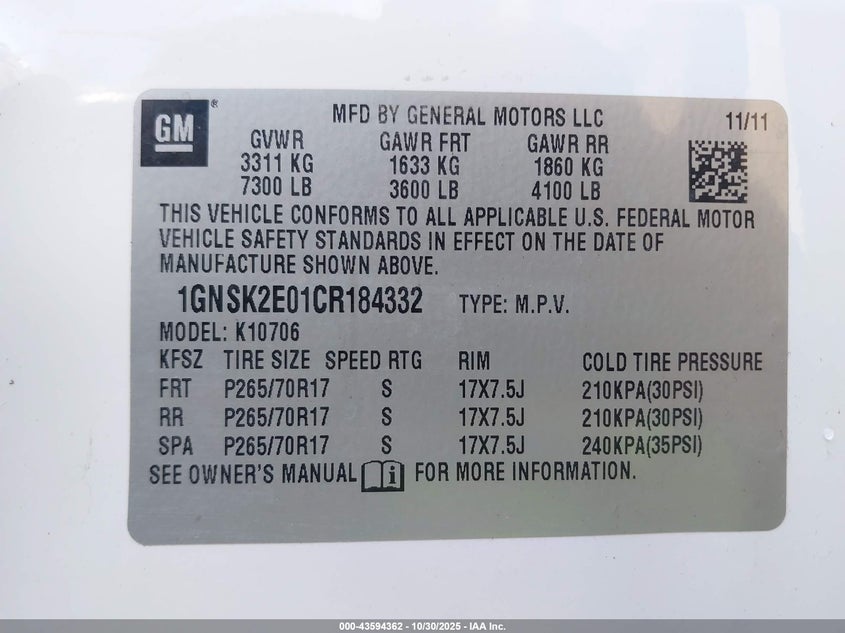 GM ® MFD BY GENERAL MOTORS LLC 11/11
GVWR GAWR FRT GAWR RR
3311 KG 1633 KG 1860 KG
7300 LB 3600 LB 4100 LB
THIS VEHICLE CONFORMS TO ALL APPLICABLE U.S. FEDERAL MOTOR
VEHICLE SAFETY STANDARDS IN EFFECT ON THE DATE OF
MANUFACTURE SHOWN ABOVE.
1GNSK2E01CR184332 TYPE: M.P.V.
MODEL: K10706
KFSZ TIRE SIZE SPEED RTG RIM COLD TIRE PRESSURE
FRT P265/70R17 S 17X7.5J 210KPA(30PSI)
RR P265/70R17 S 17X7.5J 210KPA(30PSI)
SPA P265/70R17 S 17X7.5J 240KPA(35PSI)
SEE OWNER'S MANUAL i FOR MORE INFORMATION.
000-43594362 - 10/30/2025 - IAA Inc.